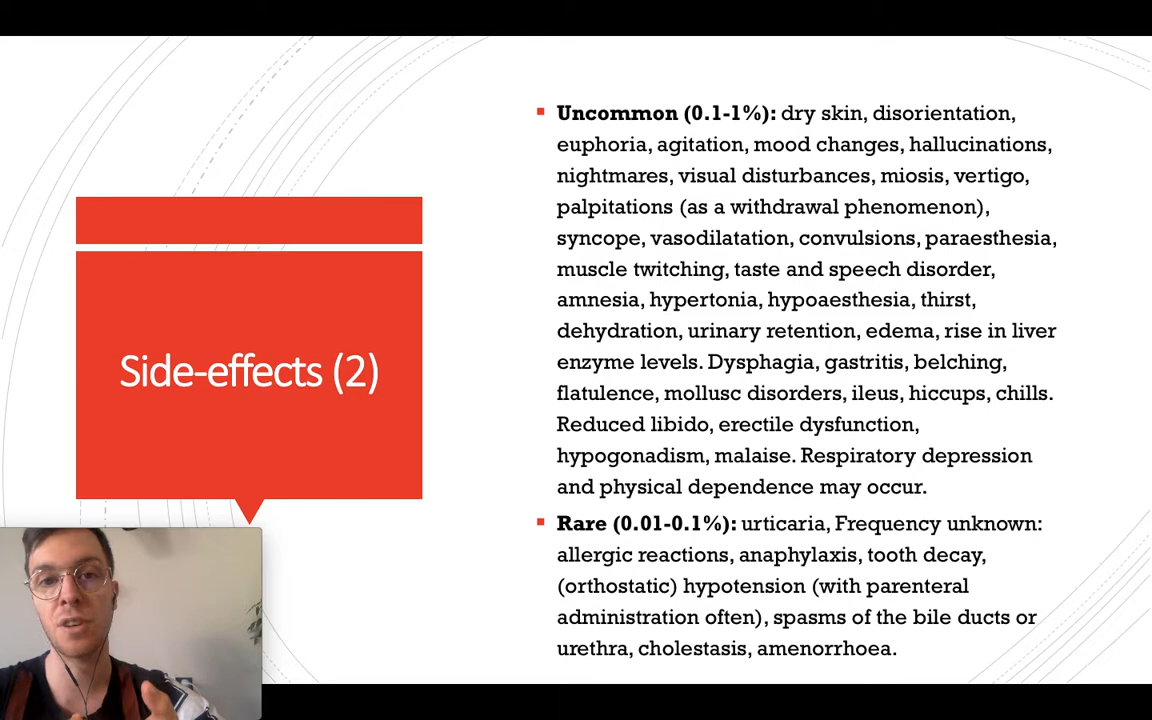 Side-effects (2)
Uncommon (0.1-1%): dry skin, disorientation,
euphoria, agitation, mood changes, hallucinations,
nightmares, visual disturbances, miosis, vertigo,
palpitations (as a withdrawal phenomenon),
syncope, vasodilatation, convulsions, paraesthesia,
muscle twitching, taste and speech disorder,
amnesia, hypertonia, hypoaesthesia, thirst,
dehydration, urinary retention, edema, rise in liver
enzyme levels. Dysphagia, gastritis, belching,
flatulence, mollusc disorders, ileus, hiccups, chills.
Reduced libido, erectile dysfunction,
hypogonadism, malaise. Respiratory depression
and physical dependence may occur.
Rare (0.01-0.1%): urticaria, Frequency unknown:
allergic reactions, anaphylaxis, tooth decay,
(orthostatic) hypotension (with parenteral
administration often), spasms of the bile ducts or
urethra, cholestasis, amenorrhoea.